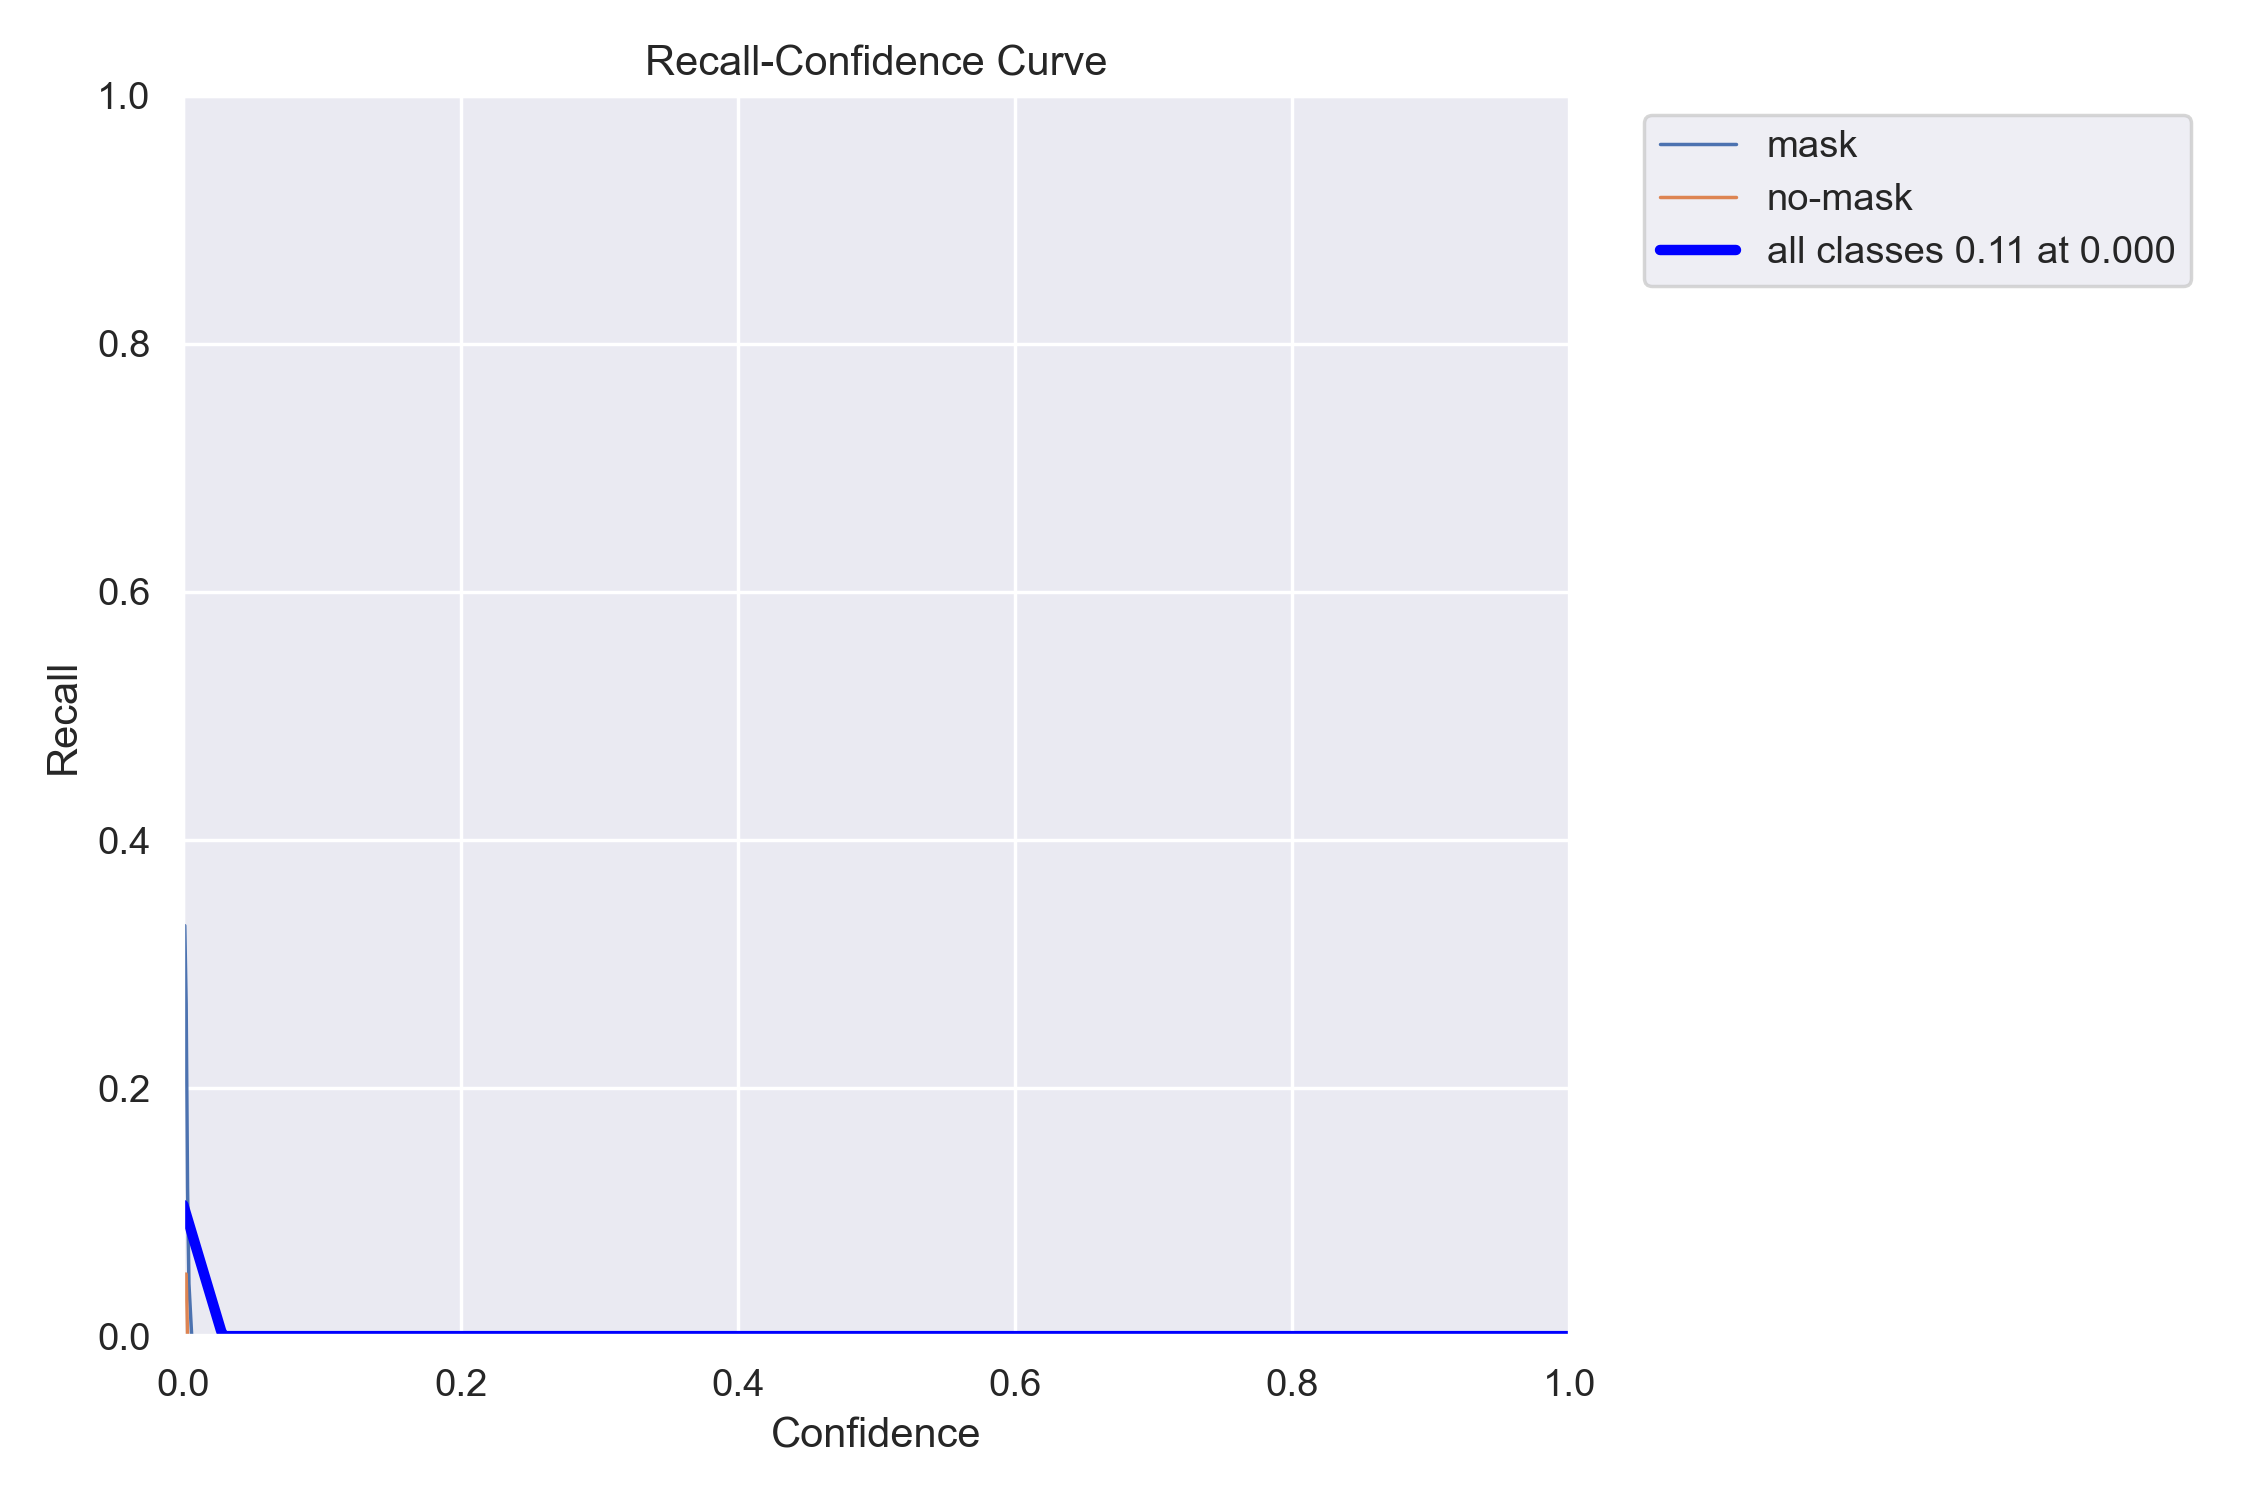 Recall-Confidence Curve
1.0
0.8
0.6
0.4
0.2
0.0
Recall
0.0 0.2 0.4 0.6 0.8 1.0
Confidence
mask
no-mask
all classes 0.11 at 0.000